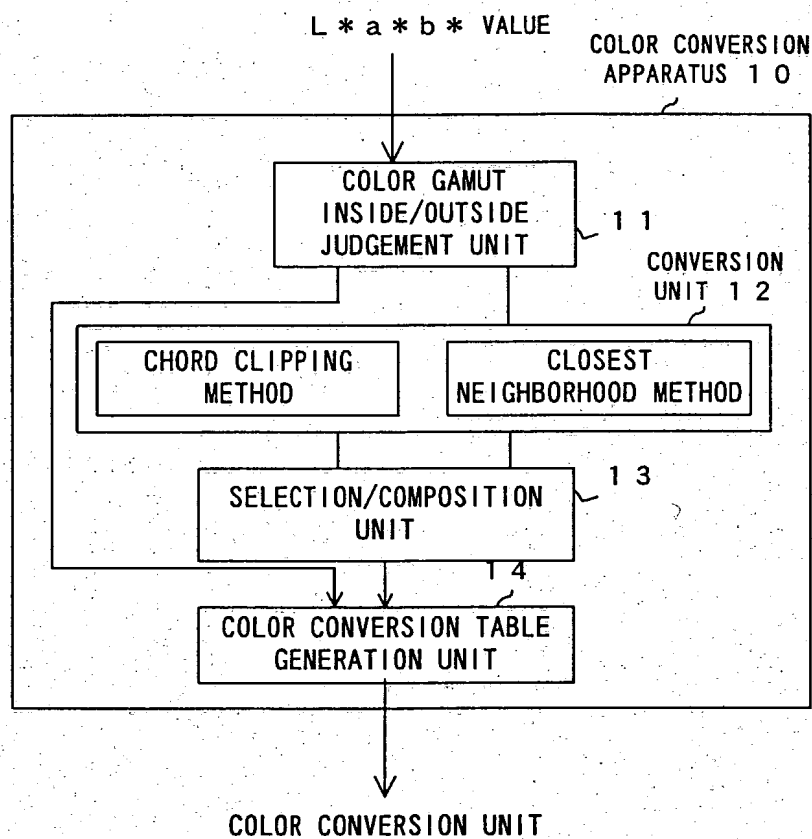 L * a * b * VALUE
COLOR CONVERSION
APPARATUS 10
COLOR GAMUT
INSIDE/OUTSIDE
JUDGEMENT UNIT
11
CONVERSION
UNIT 12
CHORD CLIPPING
METHOD
CLOSEST
NEIGHBORHOOD METHOD
13
SELECTION/COMPOSITION
UNIT
14
COLOR CONVERSION TABLE
GENERATION UNIT
COLOR CONVERSION UNIT